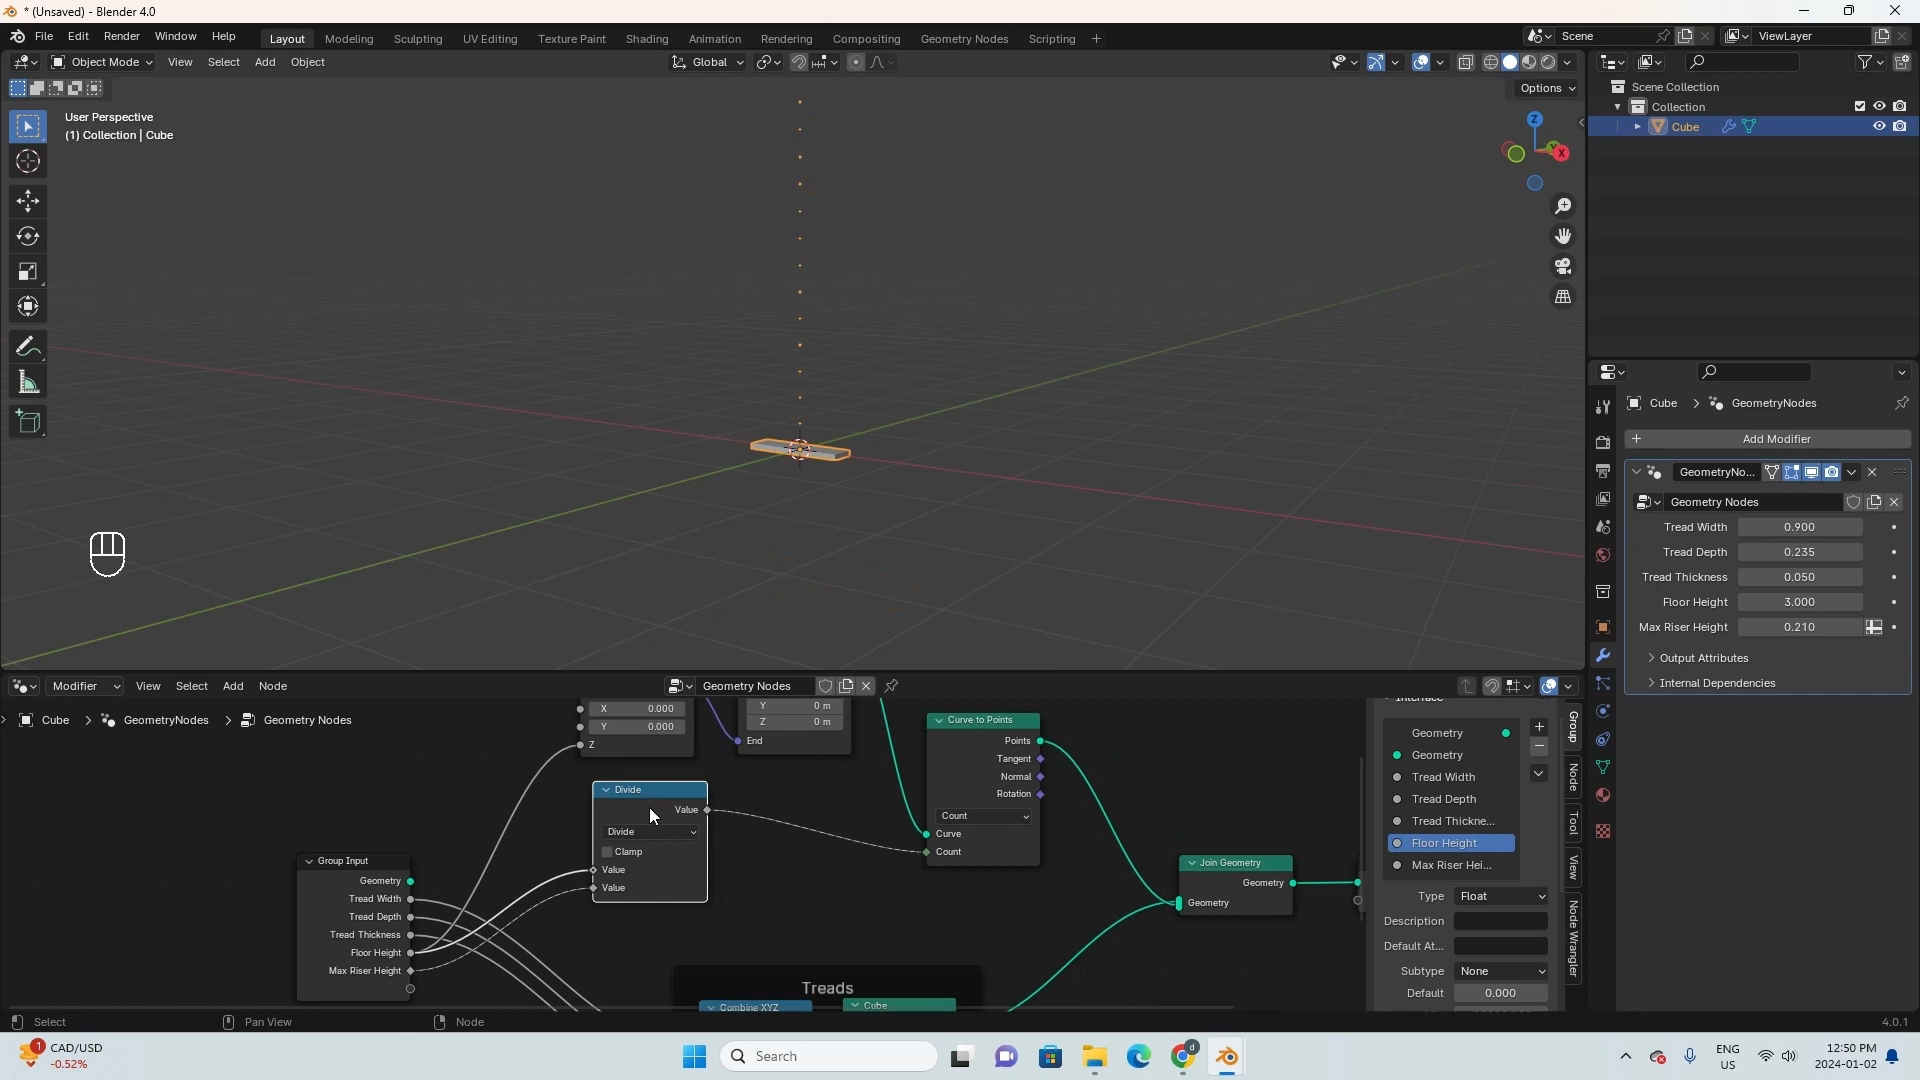 * (Unsaved) - Blender 4.0
File Edit Render Window Help
Layout Modeling Sculpting UV Editing Texture Paint Shading Animation Rendering Compositing Geometry Nodes Scripting +
Scene
ViewLayer
Object Mode View Select Add Object
Global
Options
User Perspective
(1) Collection | Cube
Z
X
Scene Collection
Collection
Cube
Cube > GeometryNodes
+ Add Modifier
GeometryNo...
Geometry Nodes
Tread Width 0.900
Tread Depth 0.235
Tread Thickness 0.050
Floor Height 3.000
Max Riser Height 0.210
Output Attributes
Internal Dependencies
Modifier View Select Add Node
Geometry Nodes
Cube > GeometryNodes > Geometry Nodes
X 0.000
Y 0.000
Z
Y 0 m
Z 0 m
End
Divide
Value
Divide
Clamp
Value
Value
Group Input
Geometry
Tread Width
Tread Depth
Tread Thickness
Floor Height
Max Riser Height
Curve to Points
Points
Tangent
Normal
Rotation
Count
Curve
Count
Join Geometry
Geometry
Geometry
Treads
Combine XYZ
Cube
Interface
Geometry
Geometry
Tread Width
Tread Depth
Tread Thickne...
Floor Height
Max Riser Hei...
Type Float
Description
Default At...
Subtype None
Default 0.000
Group
Node
Tool
View
Node Wrangler
Select
Pan View
Node
4.0.1
1
CAD/USD
-0.52%
Search
d
ENG
US
12:50 PM
2024-01-02